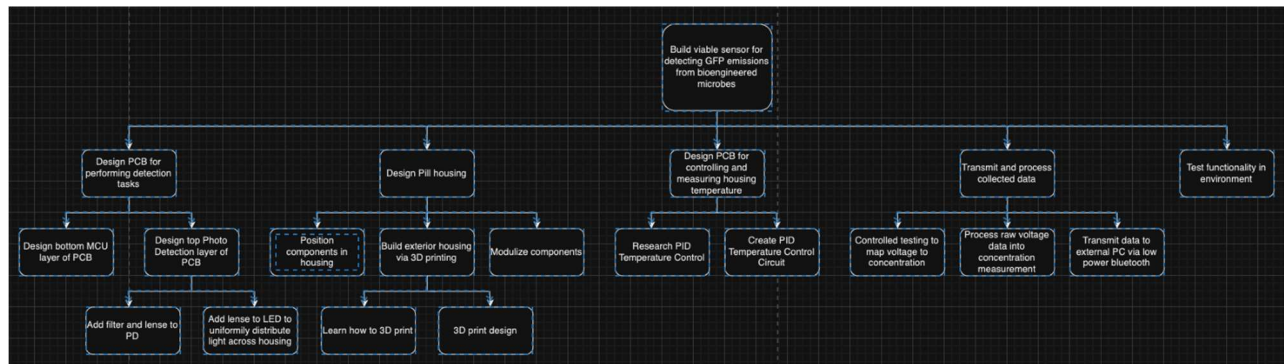 Build viable sensor for
detecting GFP emissions
from bioengineered
microbes
Design PCB for
performing detection
tasks
Design Pill housing
Design PCB for
controlling and
measuring housing
temperature
Transmit and process
collected data
Test functionality in
environment
Design bottom MCU
layer of PCB
Design top Photo
Detection layer of
PCB
Position
components in
housing
Build exterior housing
via 3D printing
Modulize components
Research PID
Temperature Control
Create PID
Temperature Control
Circuit
Controlled testing to
map voltage to
concentration
Process raw voltage
data into
concentration
measurement
Transmit data to
external PC via low
power bluetooth
Add filter and lense to
PD
Add lense to LED to
uniformily distribute
light across housing
Learn how to 3D print
3D print design